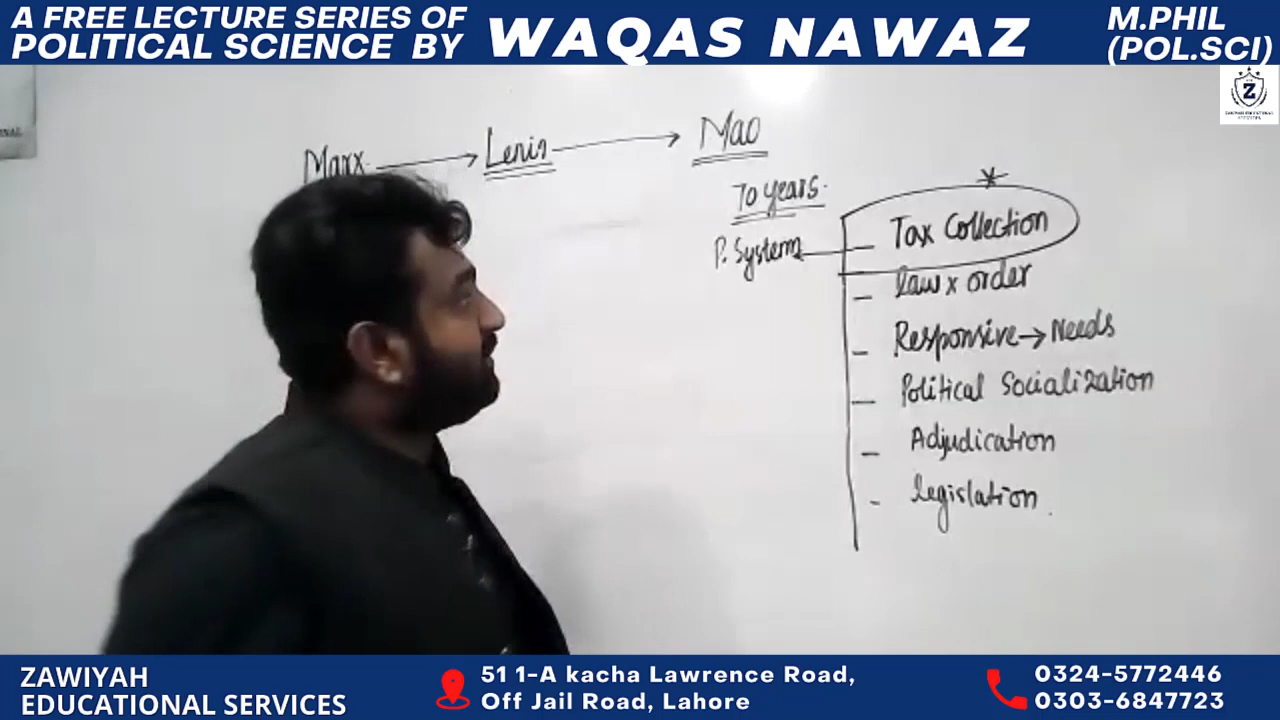 A FREE LECTURE SERIES OF
POLITICAL SCIENCE BY
WAQAS NAWAZ
M.PHIL
(POL.SCI)
Z
Marx → Lenin → Mao
70 years.
P. System
Tax Collection
law x order
Responsive → Needs
Political Socialization
Adjudication
legislation.
ZAWIYAH
EDUCATIONAL SERVICES
51 1-A kacha Lawrence Road,
Off Jail Road, Lahore
0324-5772446
0303-6847723